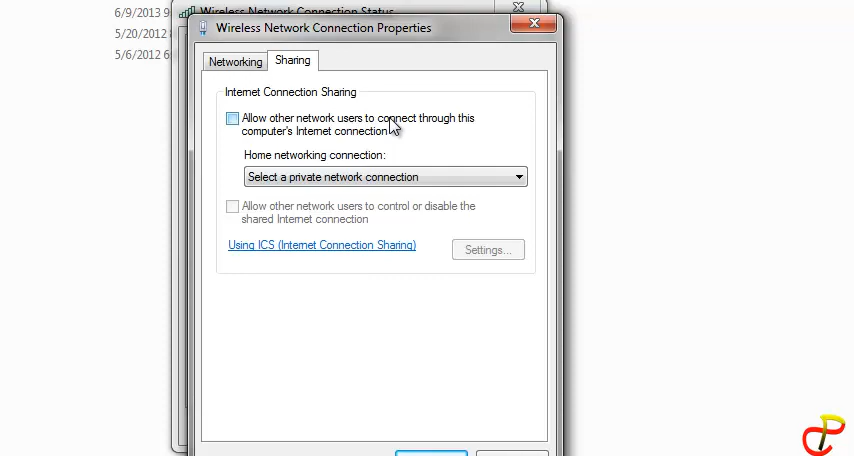 6/9/2013 9
Wireless Network Connection Status
Wireless Network Connection Properties
5/20/2012 8
5/6/2012 6
Networking
Sharing
Internet Connection Sharing
Allow other network users to connect through this
computer's Internet connection
Home networking connection:
Select a private network connection
Allow other network users to control or disable the
shared Internet connection
Using ICS (Internet Connection Sharing)
Settings...